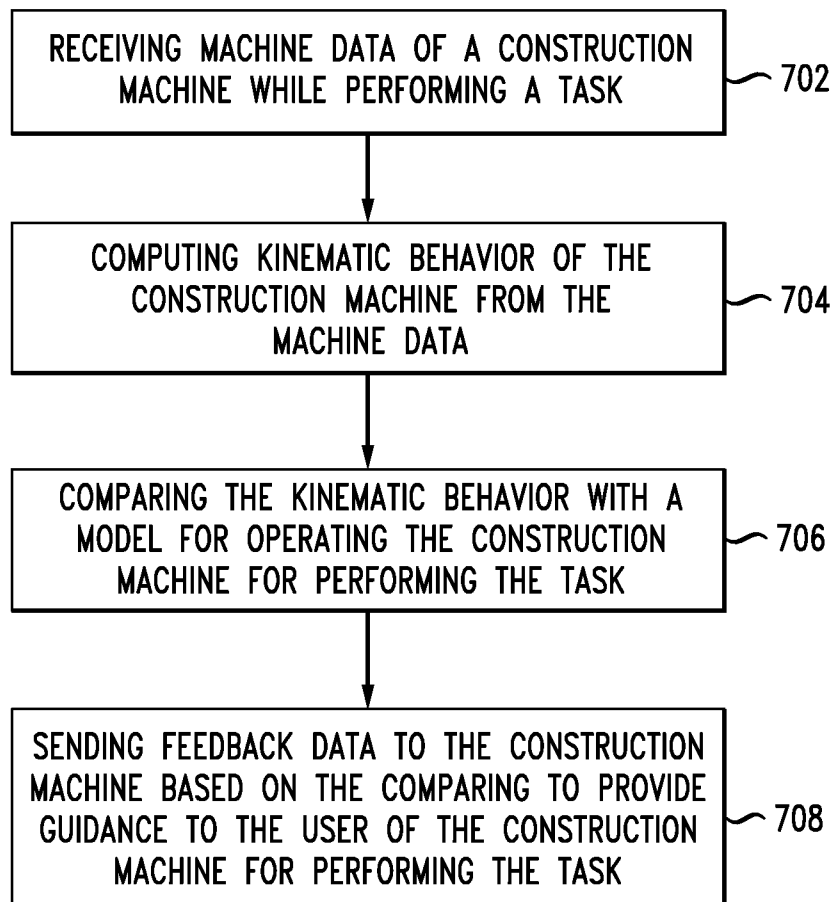 RECEIVING MACHINE DATA OF A CONSTRUCTION
MACHINE WHILE PERFORMING A TASK
702
COMPUTING KINEMATIC BEHAVIOR OF THE
CONSTRUCTION MACHINE FROM THE
MACHINE DATA
704
COMPARING THE KINEMATIC BEHAVIOR WITH A
MODEL FOR OPERATING THE CONSTRUCTION
MACHINE FOR PERFORMING THE TASK
706
SENDING FEEDBACK DATA TO THE CONSTRUCTION
MACHINE BASED ON THE COMPARING TO PROVIDE
GUIDANCE TO THE USER OF THE CONSTRUCTION
MACHINE FOR PERFORMING THE TASK
708